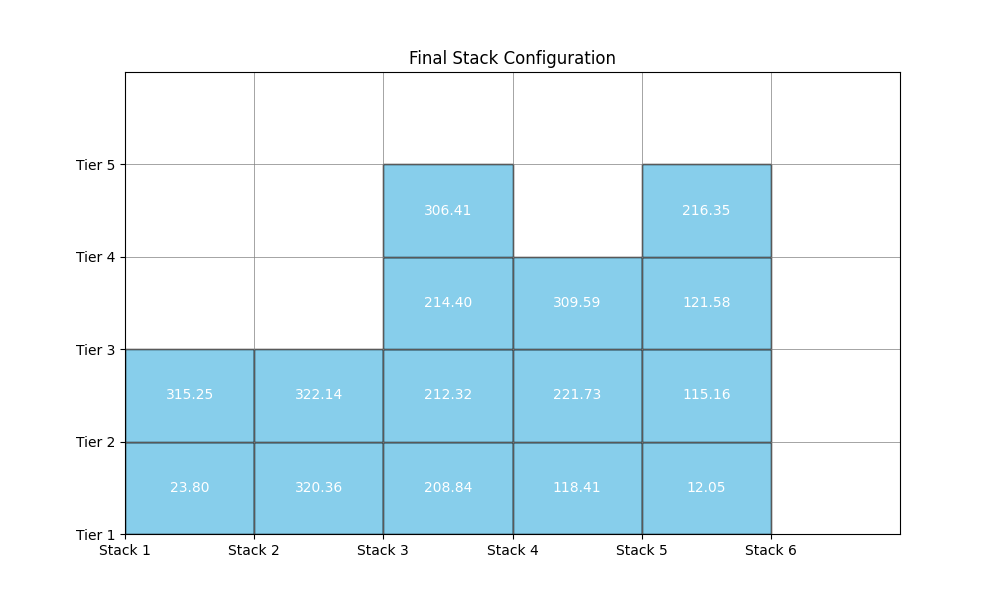 Final Stack Configuration
Tier 5
306.41 216.35
Tier 4
214.40 309.59 121.58
Tier 3
315.25 322.14 212.32 221.73 115.16
Tier 2
23.80 320.36 208.84 118.41 12.05
Tier 1
Stack 1 Stack 2 Stack 3 Stack 4 Stack 5 Stack 6